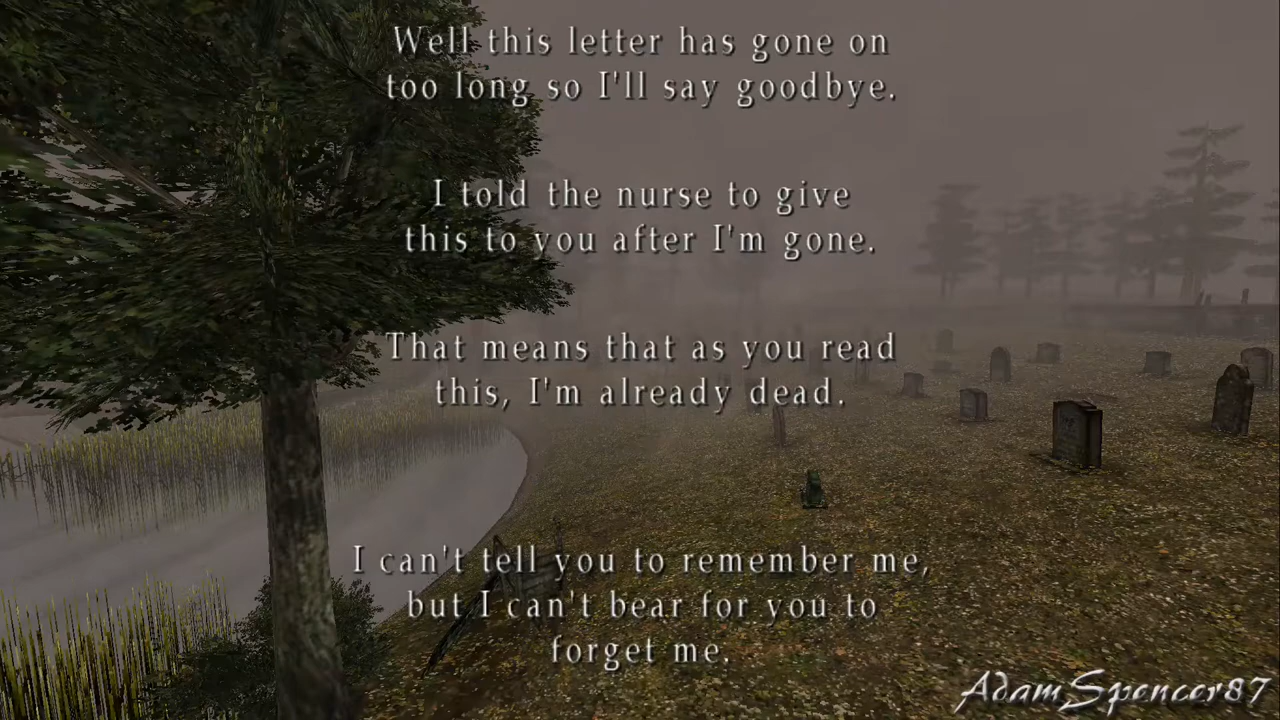 Well this letter has gone on
too long so I'll say goodbye.
I told the nurse to give
this to you after I'm gone.
That means that as you read
this, I'm already dead.
I can't tell you to remember me,
but I can't bear for you to
forget me.
AdamSpencer87